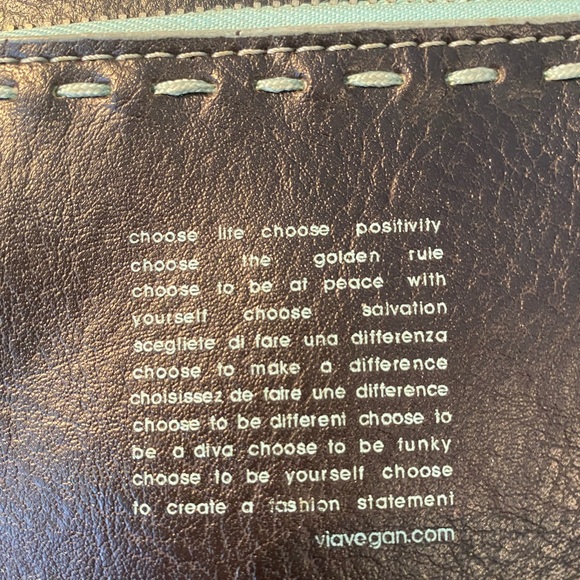 choose life choose positivity
choose the golden rule
choose to be at peace with
yourself choose salvation
scegliete di fare una differenza
choose to make a difference
choisissez de faire une difference
choose to be different choose to
be a diva choose to be funky
choose to be yourself choose
to create a fashion statement
viavegan.com